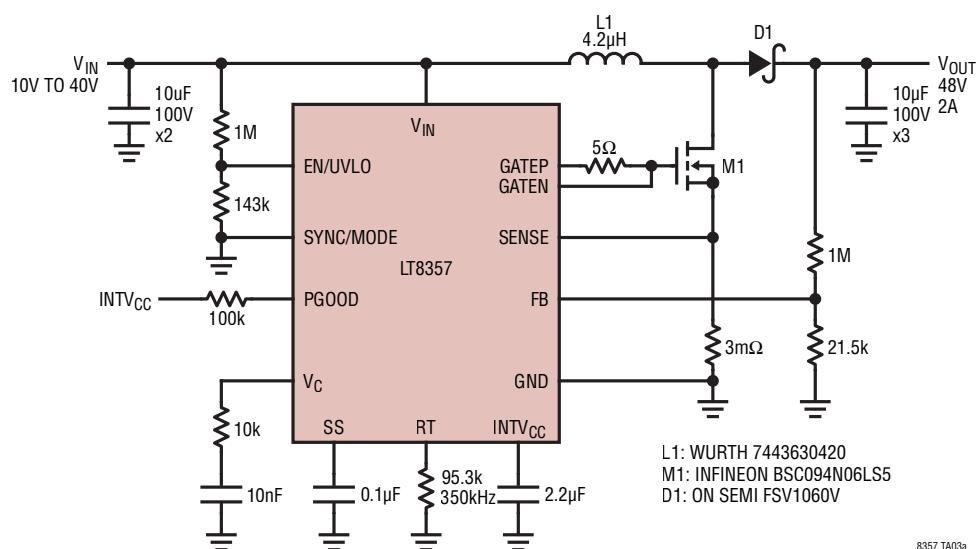 L1
4.2µH
D1
VIN
10V TO 40V
VOUT
48V
2A
10uF
100V
x2
10µF
100V
x3
1M
VIN
5Ω
EN/UVLO
GATEP
GATEN
M1
143k
SYNC/MODE
SENSE
1M
LT8357
INTVCC
PGOOD
FB
100k
3mΩ
21.5k
VC
GND
10k
SS
RT
INTVCC
10nF
0.1µF
95.3k
350kHz
2.2µF
L1: WURTH 7443630420
M1: INFINEON BSC094N06LS5
D1: ON SEMI FSV1060V
8357 TA03a